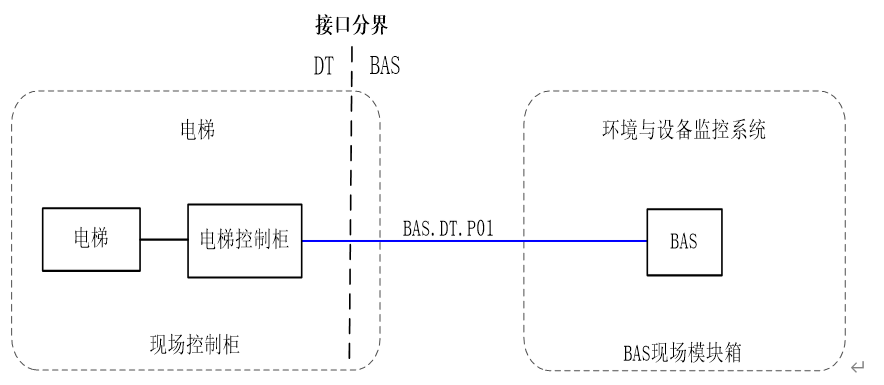 接口分界
DT
BAS
电梯
环境与设备监控系统
电梯
电梯控制柜
BAS.DT.P01
BAS
现场控制柜
BAS现场模块箱